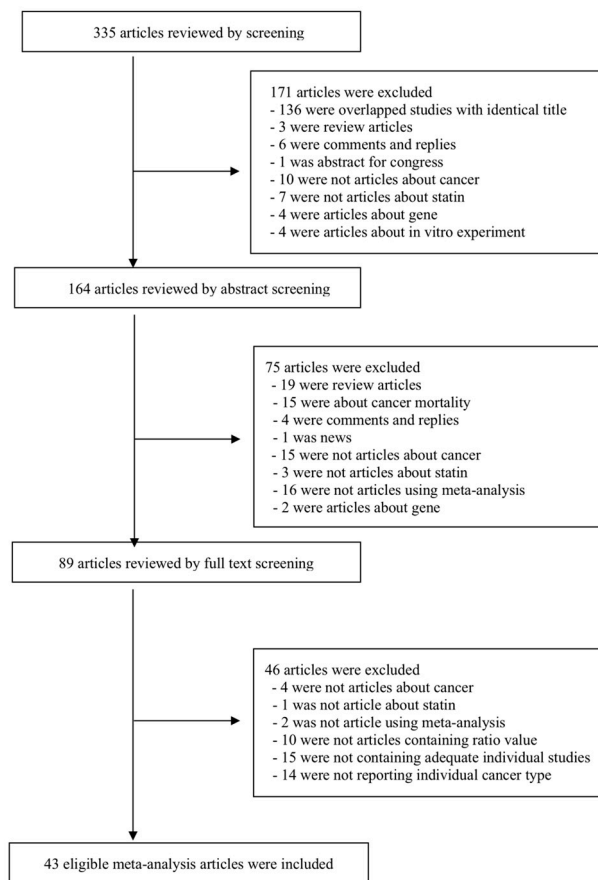 335 articles reviewed by screening
171 articles were excluded
- 136 were overlapped studies with identical title
- 3 were review articles
- 6 were comments and replies
- 1 was abstract for congress
- 10 were not articles about cancer
- 7 were not articles about statin
- 4 were articles about gene
- 4 were articles about in vitro experiment
164 articles reviewed by abstract screening
75 articles were excluded
- 19 were review articles
- 15 were about cancer mortality
- 4 were comments and replies
- 1 was news
- 15 were not articles about cancer
- 3 were not articles about statin
- 16 were not articles using meta-analysis
- 2 were articles about gene
89 articles reviewed by full text screening
46 articles were excluded
- 4 were not articles about cancer
- 1 was not article about statin
- 2 was not article using meta-analysis
- 10 were not articles containing ratio value
- 15 were not containing adequate individual studies
- 14 were not reporting individual cancer type
43 eligible meta-analysis articles were included